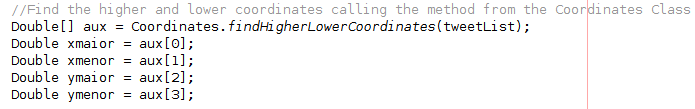 //Find the higher and lower coordinates calling the method from the Coordinates Class
Double[] aux = Coordinates.findHigherLowerCoordinates(tweetList);
Double xmaior = aux[0];
Double xmenor = aux[1];
Double ymaior = aux[2];
Double ymenor = aux[3];